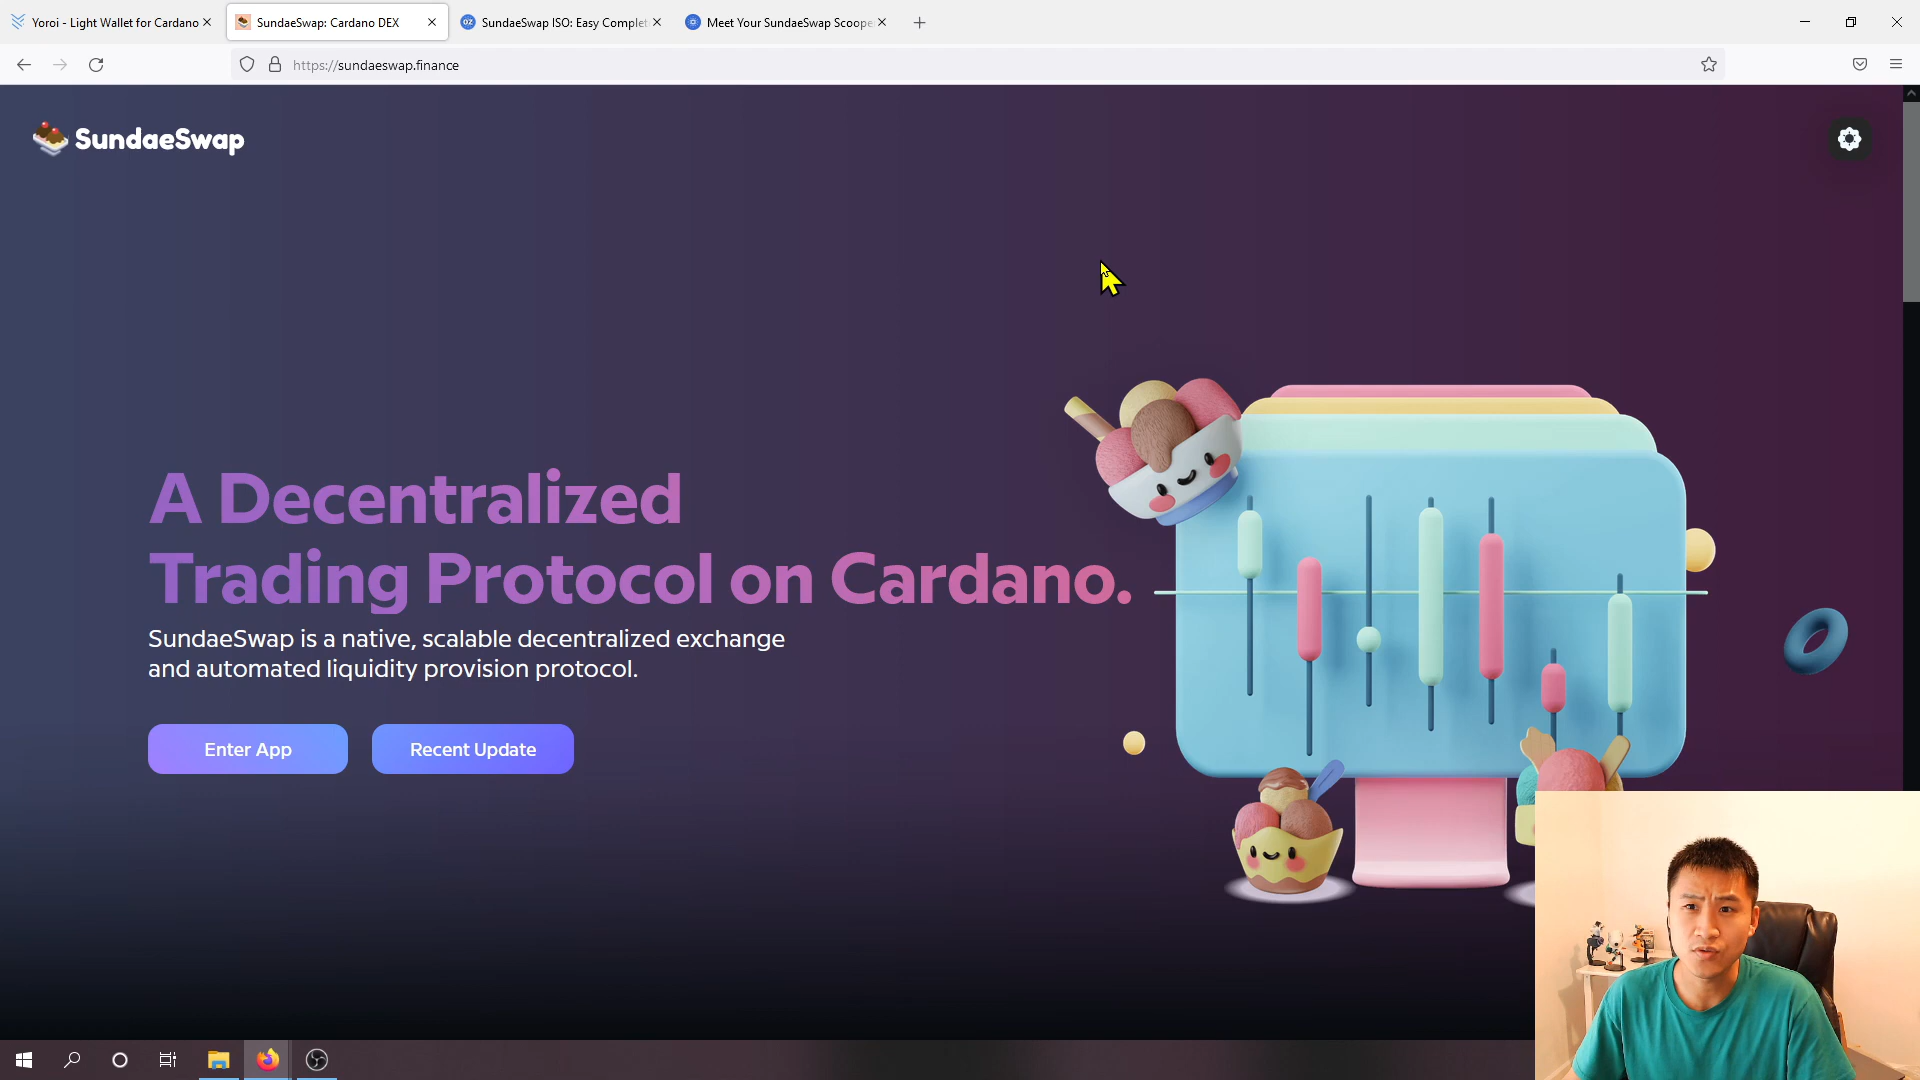 Yoroi - Light Wallet for Cardano
SundaeSwap: Cardano DEX
SundaeSwap ISO: Easy Complet
Meet Your SundaeSwap Scoope
https://sundaeswap.finance
SundaeSwap
A Decentralized
Trading Protocol on Cardano.
SundaeSwap is a native, scalable decentralized exchange
and automated liquidity provision protocol.
Enter App
Recent Update